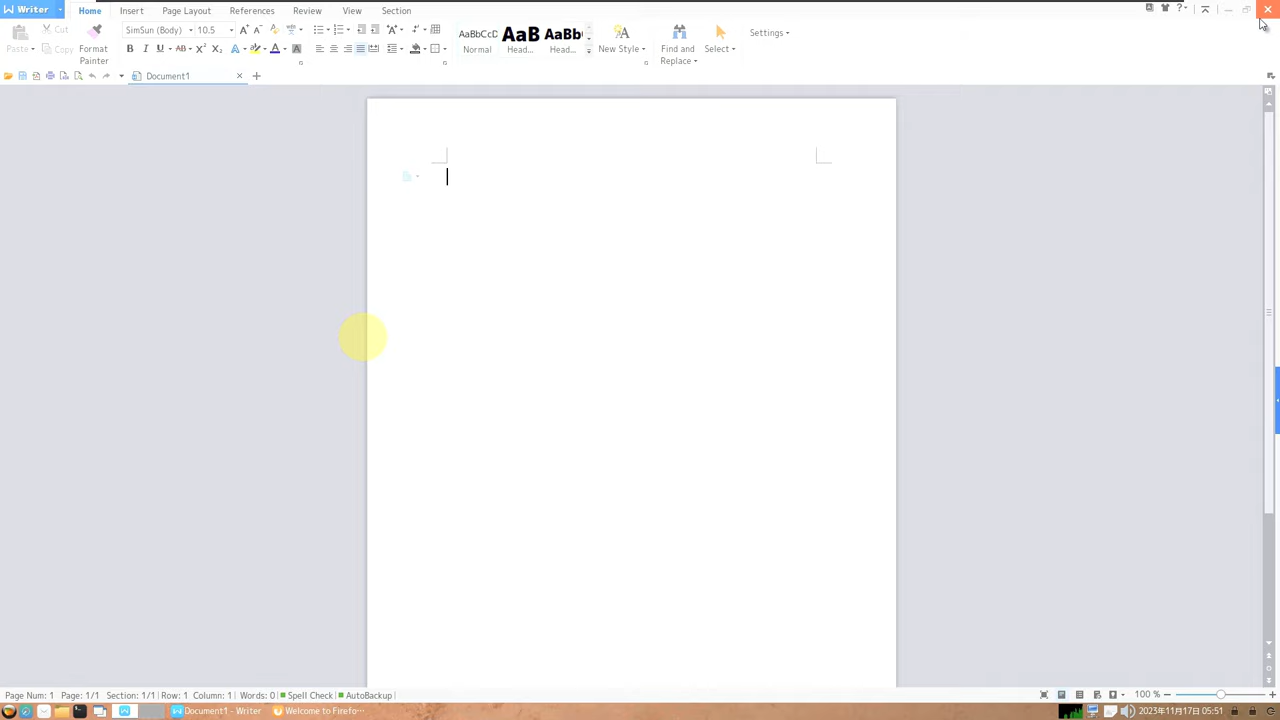 Writer Home Insert Page Layout References Review View Section
Paste Cut Copy Format Painter SimSun (Body) 10.5 AaBbCcD Normal AaB Head... AaBb Head... New Style Find and Replace Select Settings
Document1
Page Num: 1 Page: 1/1 Section: 1/1 Row: 1 Column: 1 Words: 0 Spell Check AutoBackup 100 %
Document1 - Writer Welcome to Firefo··· 2023年11月17日 05:51